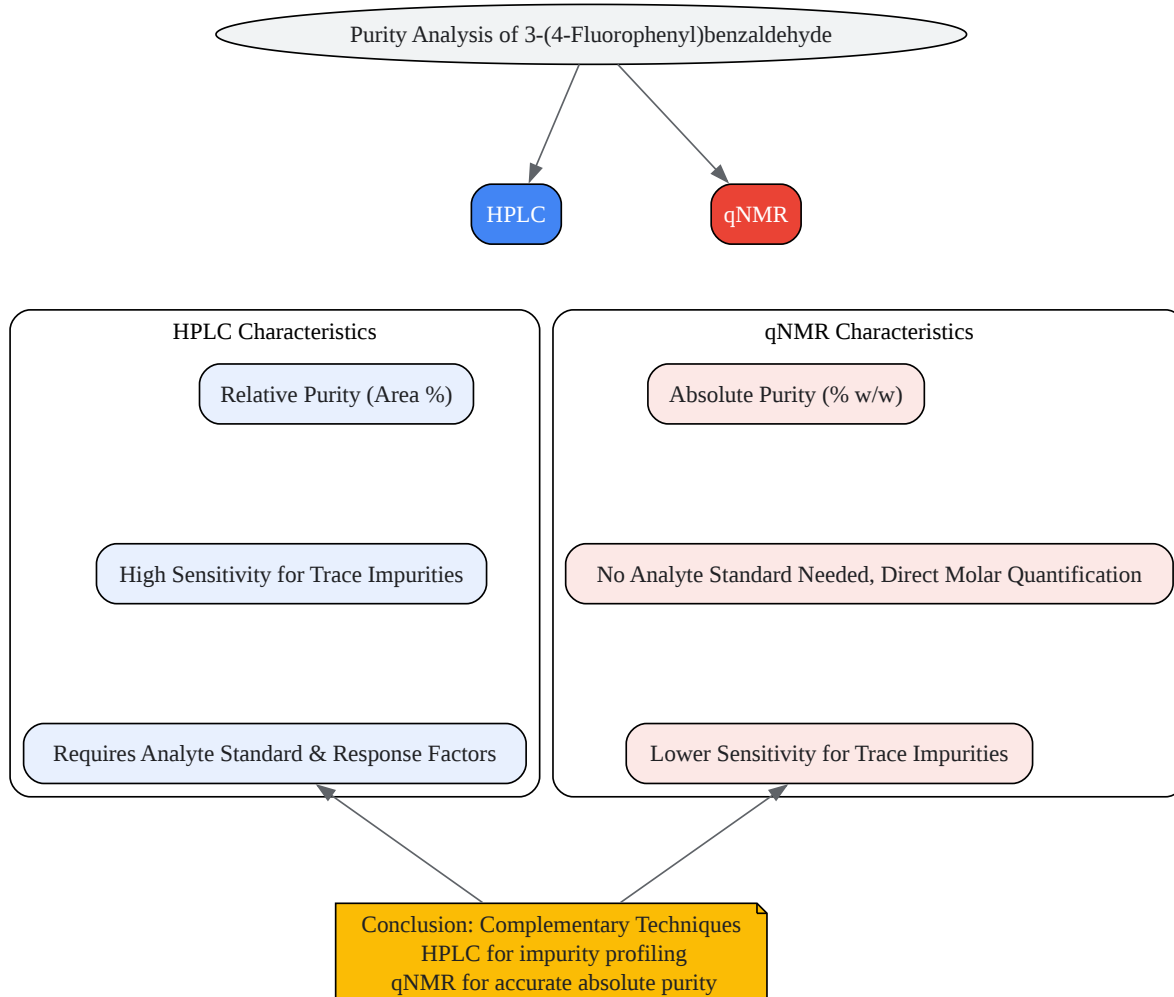 Purity Analysis of 3-(4-Fluorophenyl)benzaldehyde
HPLC
qNMR
HPLC Characteristics
Relative Purity (Area %)
High Sensitivity for Trace Impurities
Requires Analyte Standard & Response Factors
qNMR Characteristics
Absolute Purity (% w/w)
No Analyte Standard Needed, Direct Molar Quantification
Lower Sensitivity for Trace Impurities
Conclusion: Complementary Techniques
HPLC for impurity profiling
qNMR for accurate absolute purity